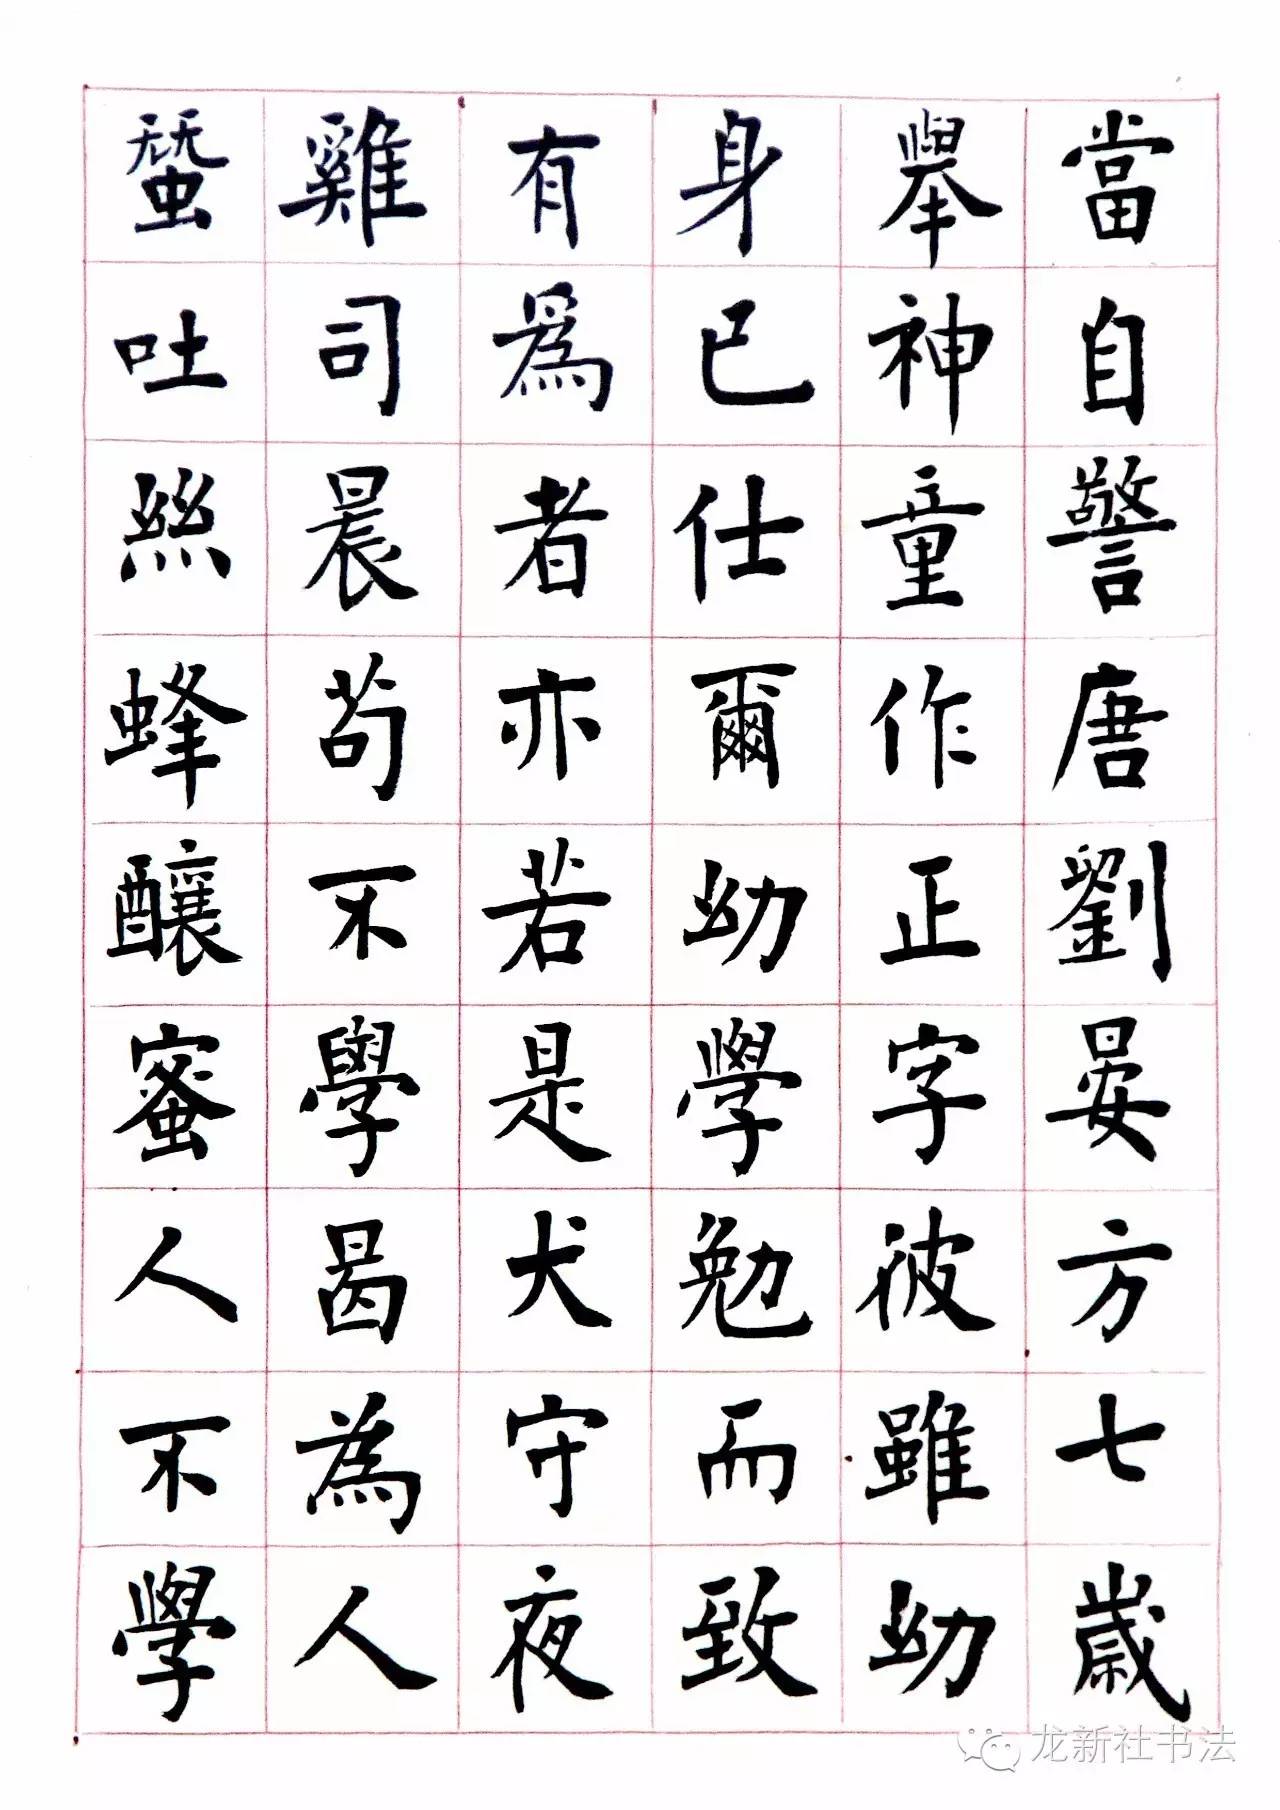 當自警唐劉晏方七歲
舉神童作正字彼雖幼
身已仕爾幼學勉而致
有為者亦若是犬守夜
雞司晨苟不學曷為人
蠶吐絲蜂釀蜜人不學
龙新社书法